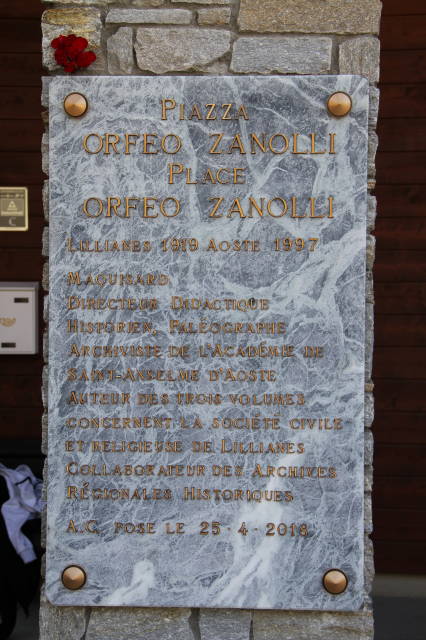 PIAZZA
ORFEO ZANOLLI
PLACE
ORFEO ZANOLLI
LILLIANES 1919 AOSTE 1997
MAQUISARD
DIRECTEUR DIDACTIQUE
HISTORIEN, PALÉOGRAPHE
ARCHIVISTE DE L'ACADÉMIE DE
SAINT-ANSELME D'AOSTE
AUTEUR DES TROIS VOLUMES
CONCERNENT LA SOCIÉTÉ CIVILE
ET RELIGIEUSE DE LILLIANES
COLLABORATEUR DES ARCHIVES
RÉGIONALES HISTORIQUES
A.C. POSE LE 25-4-2018